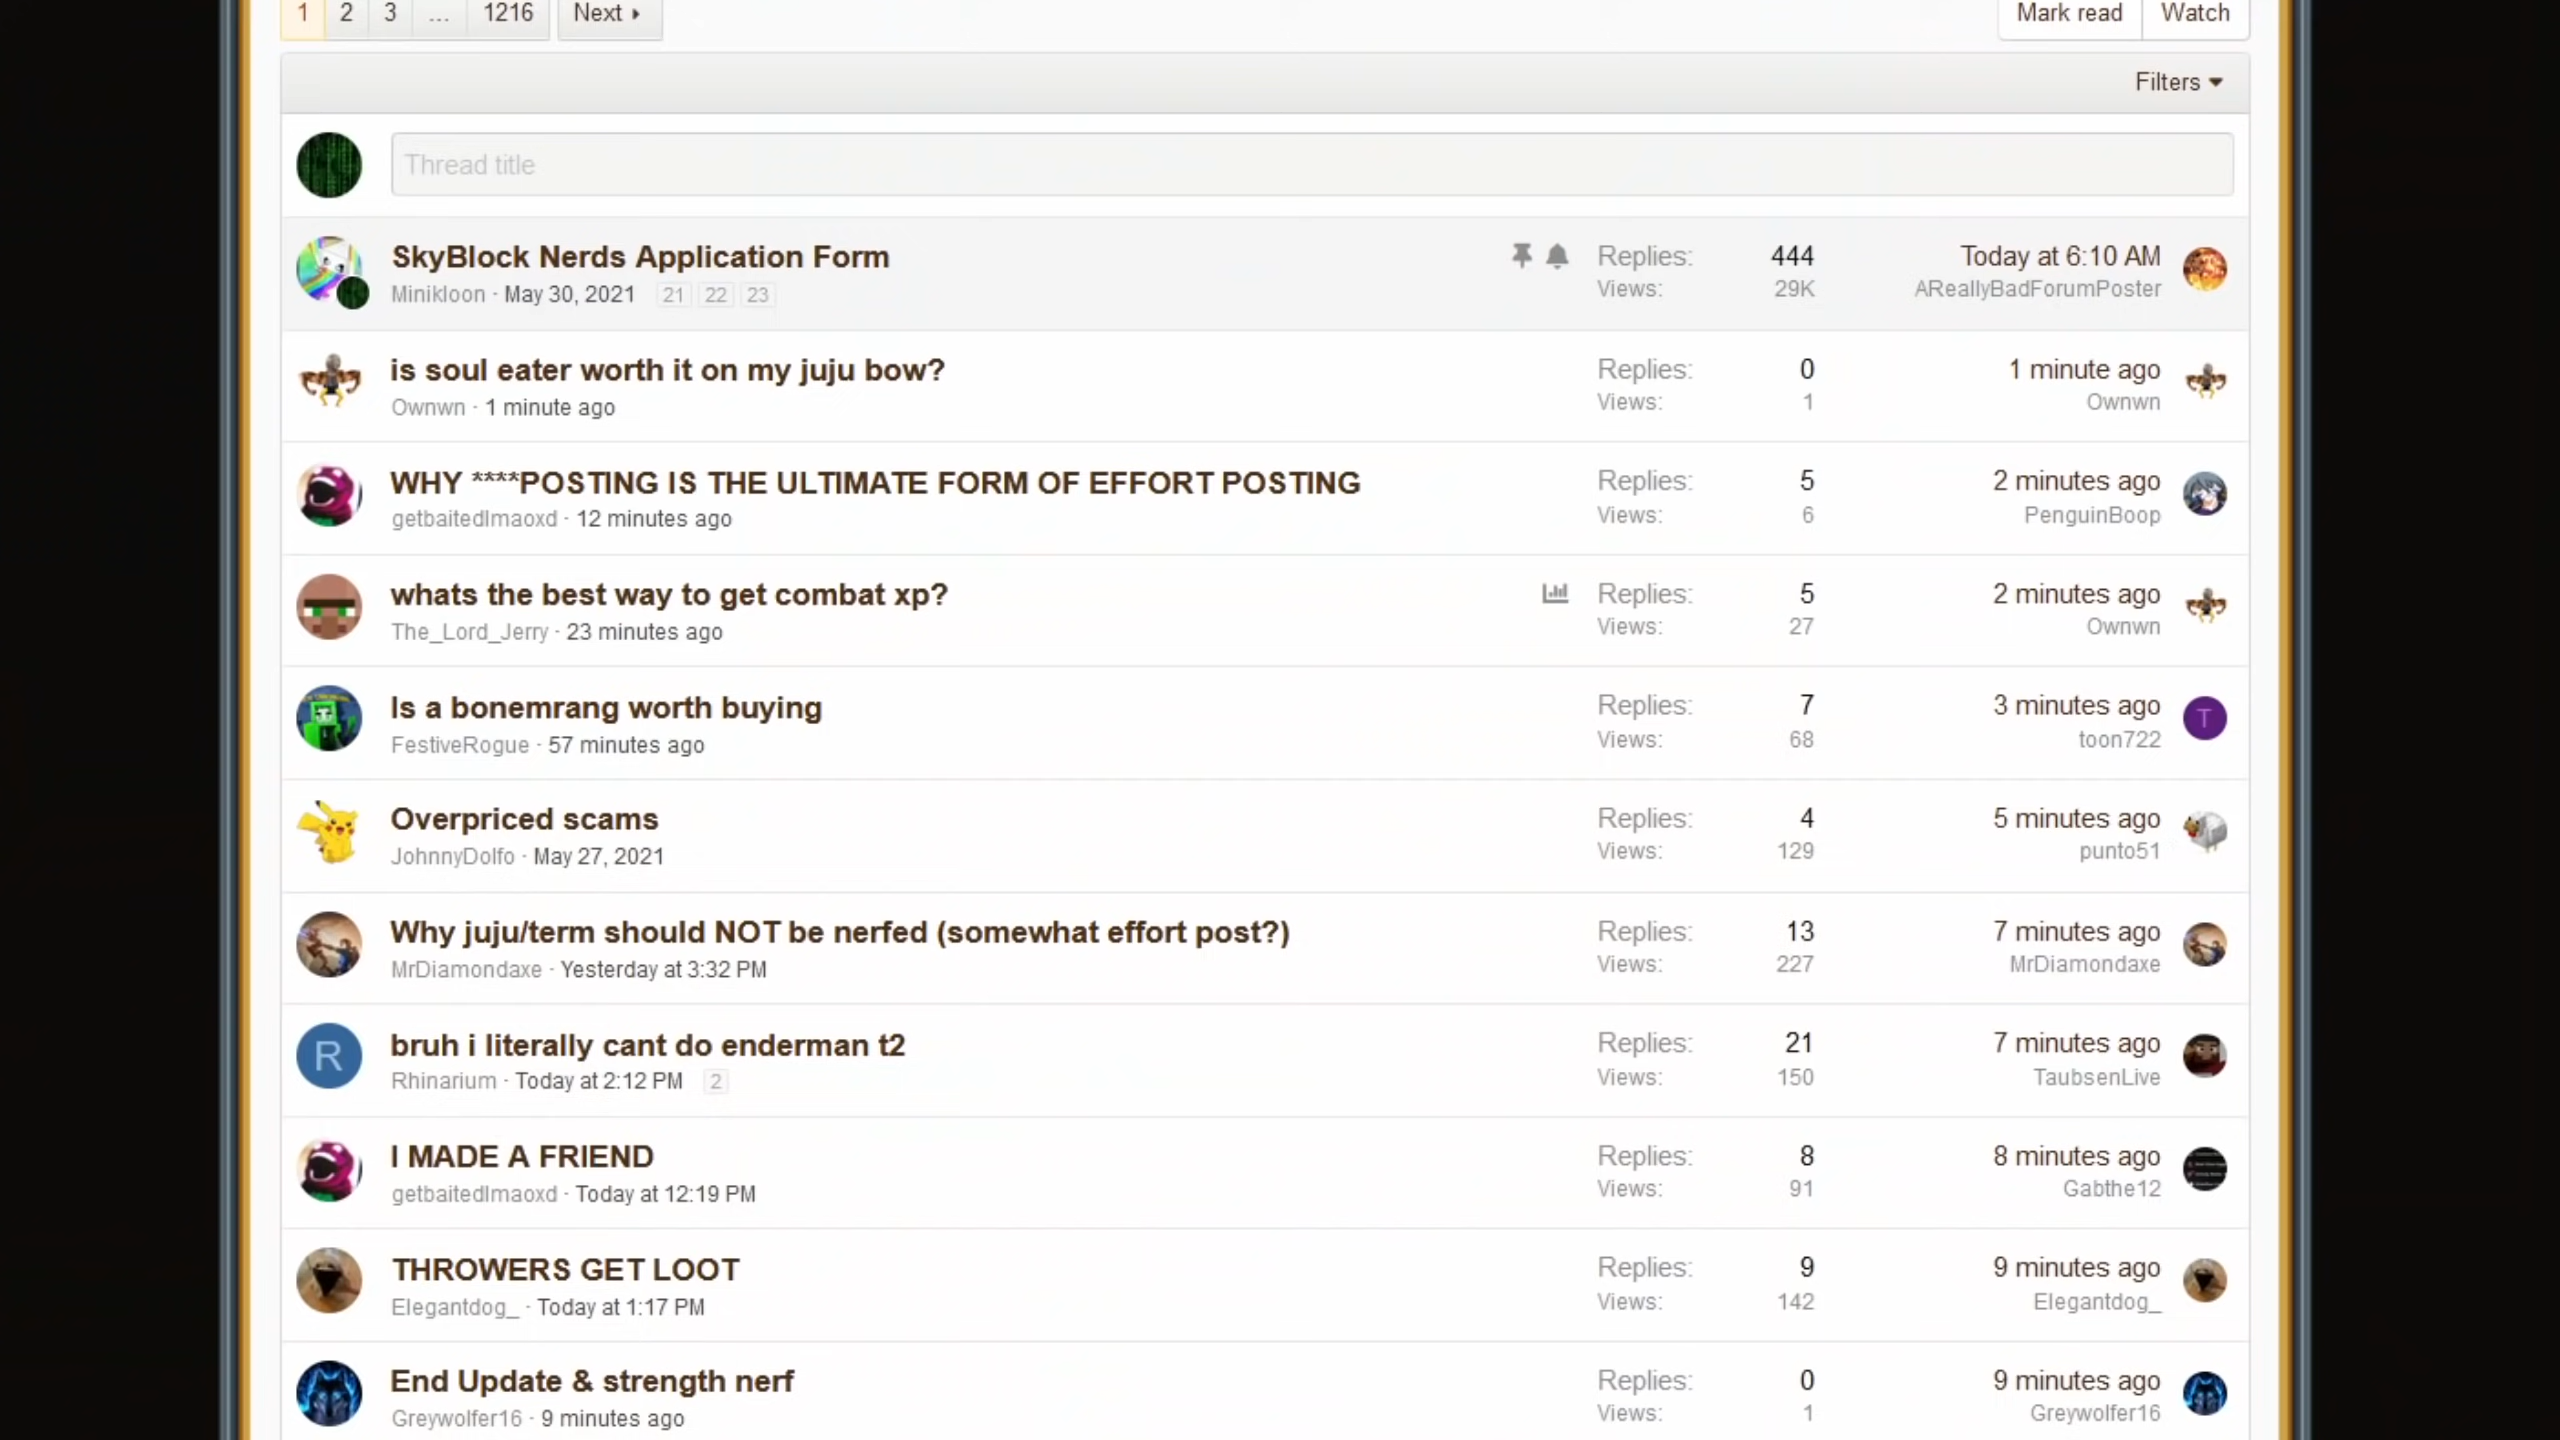 1 2 3 ... 1216 Next Mark read Watch
Filters
Thread title
SkyBlock Nerds Application Form Replies: 444 Today at 6:10 AM
Minikloon · May 30, 2021 21 22 23 Views: 29K AReallyBadForumPoster
is soul eater worth it on my juju bow? Replies: 0 1 minute ago
Ownwn · 1 minute ago Views: 1 Ownwn
WHY ****POSTING IS THE ULTIMATE FORM OF EFFORT POSTING Replies: 5 2 minutes ago
getbaitedlmaoxd · 12 minutes ago Views: 6 PenguinBoop
whats the best way to get combat xp? Replies: 5 2 minutes ago
The_Lord_Jerry · 23 minutes ago Views: 27 Ownwn
Is a bonemrang worth buying Replies: 7 3 minutes ago T
FestiveRogue · 57 minutes ago Views: 68 toon722
Overpriced scams Replies: 4 5 minutes ago
JohnnyDolfo · May 27, 2021 Views: 129 punto51
Why juju/term should NOT be nerfed (somewhat effort post?) Replies: 13 7 minutes ago
MrDiamondaxe · Yesterday at 3:32 PM Views: 227 MrDiamondaxe
R bruh i literally cant do enderman t2 Replies: 21 7 minutes ago
Rhinarium · Today at 2:12 PM 2 Views: 150 TaubsenLive
I MADE A FRIEND Replies: 8 8 minutes ago
getbaitedlmaoxd · Today at 12:19 PM Views: 91 Gabthe12
THROWERS GET LOOT Replies: 9 9 minutes ago
Elegantdog_ · Today at 1:17 PM Views: 142 Elegantdog_
End Update & strength nerf Replies: 0 9 minutes ago
Greywolfer16 · 9 minutes ago Views: 1 Greywolfer16